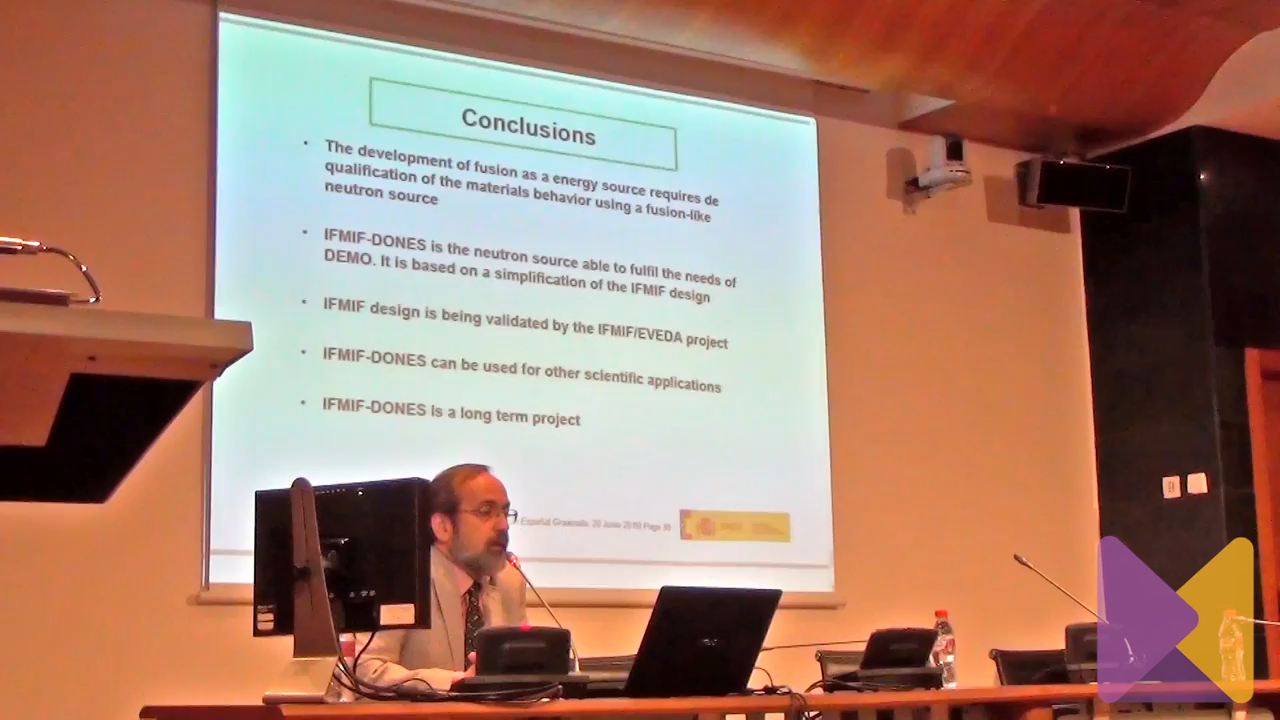 Conclusions
• The development of fusion as a energy source requires de
qualification of the materials behavior using a fusion-like
neutron source
• IFMIF-DONES is the neutron source able to fulfil the needs of
DEMO. It is based on a simplification of the IFMIF design
• IFMIF design is being validated by the IFMIF/EVEDA project
• IFMIF-DONES can be used for other scientific applications
• IFMIF-DONES is a long term project
Junio Page